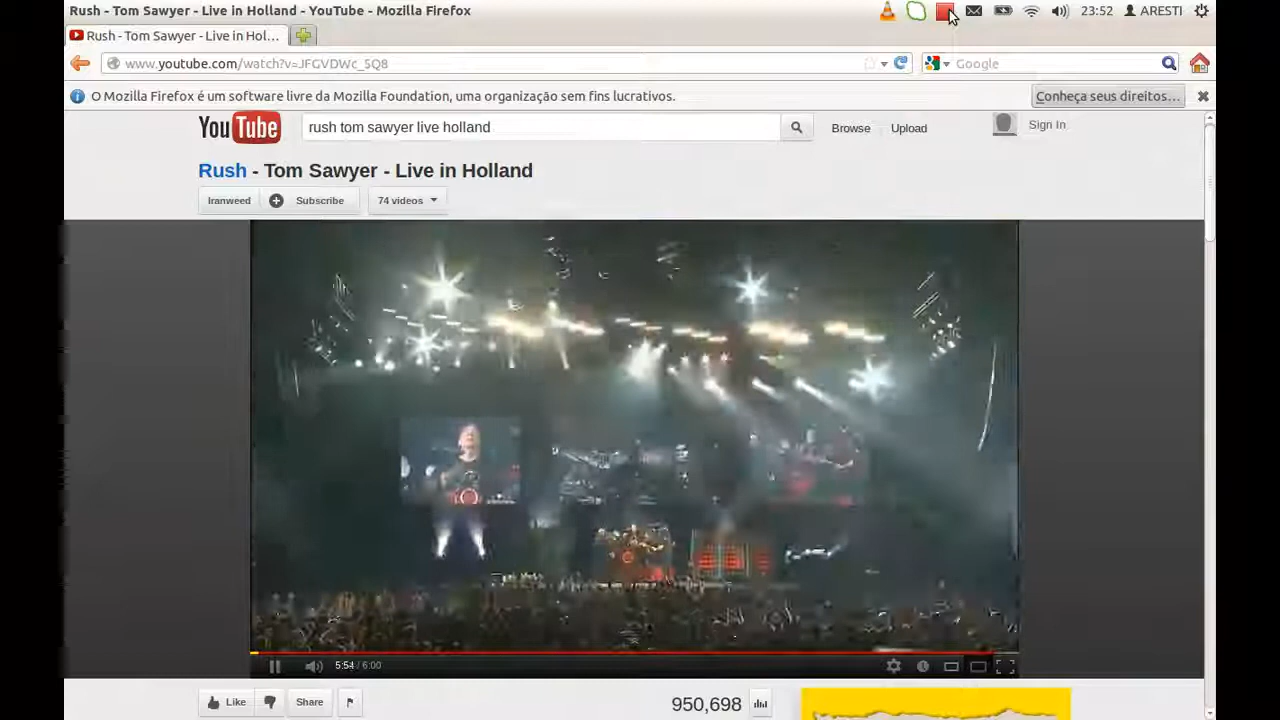 Rush - Tom Sawyer - Live in Holland - YouTube - Mozilla Firefox
23:52 ARESTI
Rush - Tom Sawyer - Live in Hol...
www.youtube.com/watch?v=JFGVDWc_5Q8
Google
O Mozilla Firefox é um software livre da Mozilla Foundation, uma organização sem fins lucrativos.
Conheça seus direitos...
YouTube
rush tom sawyer live holland
Browse Upload Sign In
Rush - Tom Sawyer - Live in Holland
Iranweed Subscribe 74 videos
5:54 / 6:00
Like Share 950,698